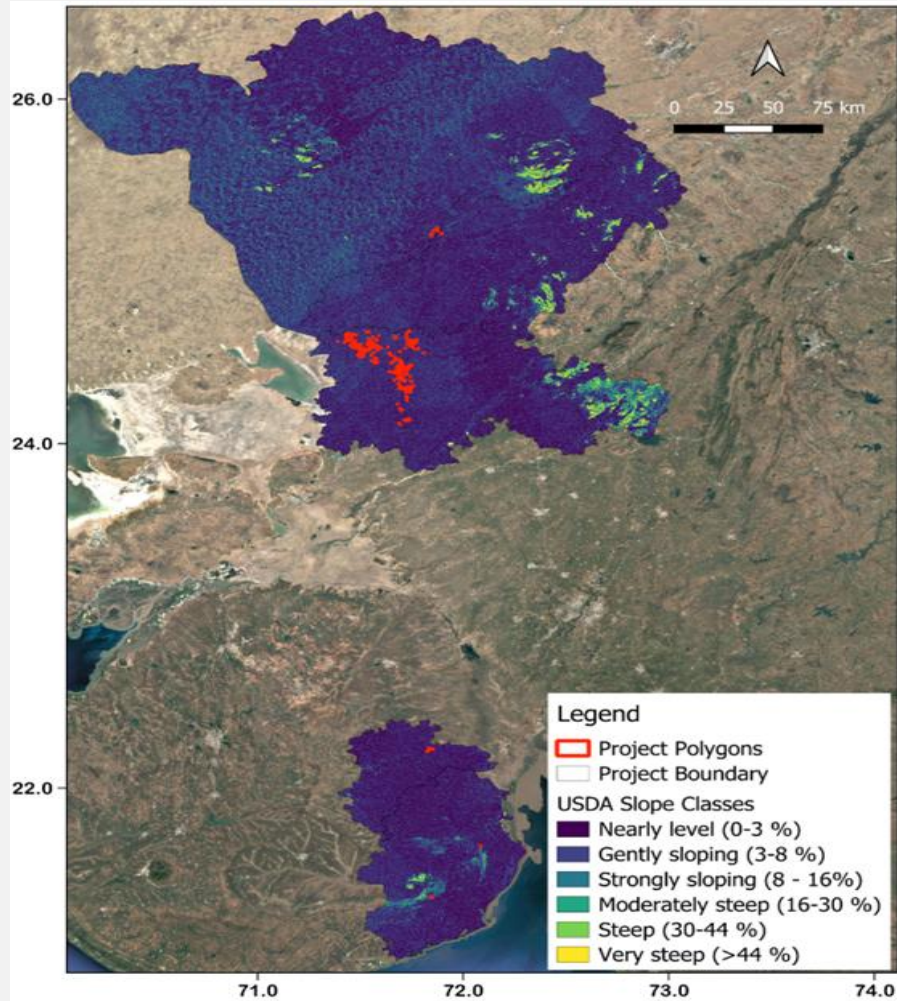 26.0
0 25 50 75 km
24.0
22.0
Legend
Project Polygons
Project Boundary
USDA Slope Classes
Nearly level (0-3 %)
Gently sloping (3-8 %)
Strongly sloping (8 - 16%)
Moderately steep (16-30 %)
Steep (30-44 %)
Very steep (>44 %)
71.0 72.0 73.0 74.0